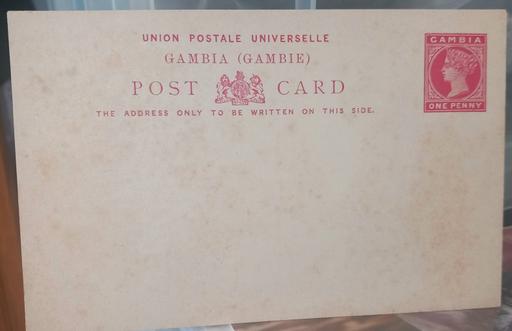 UNION POSTALE UNIVERSELLE
GAMBIA (GAMBIE)
POST CARD
THE ADDRESS ONLY TO BE WRITTEN ON THIS SIDE.
GAMBIA
ONE PENNY